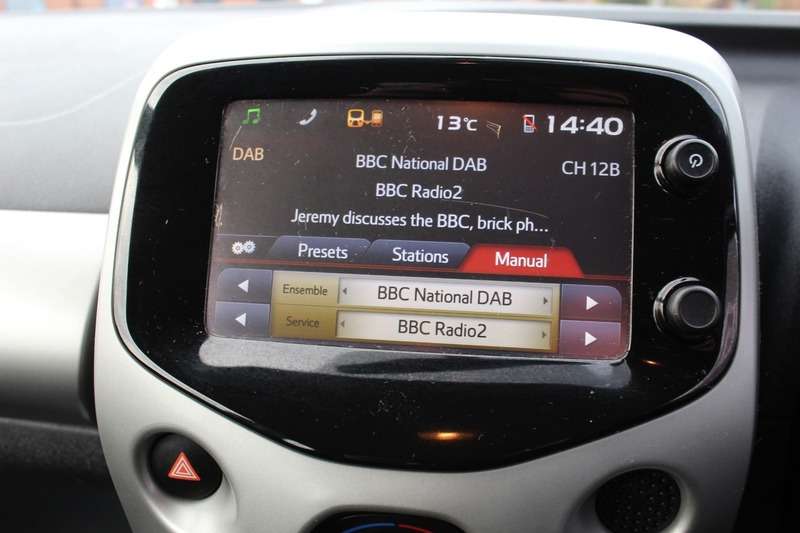 13°C 14:40
DAB
BBC National DAB
CH 12B
BBC Radio2
Jeremy discusses the BBC, brick ph...
Presets Stations Manual
Ensemble BBC National DAB
Service BBC Radio2